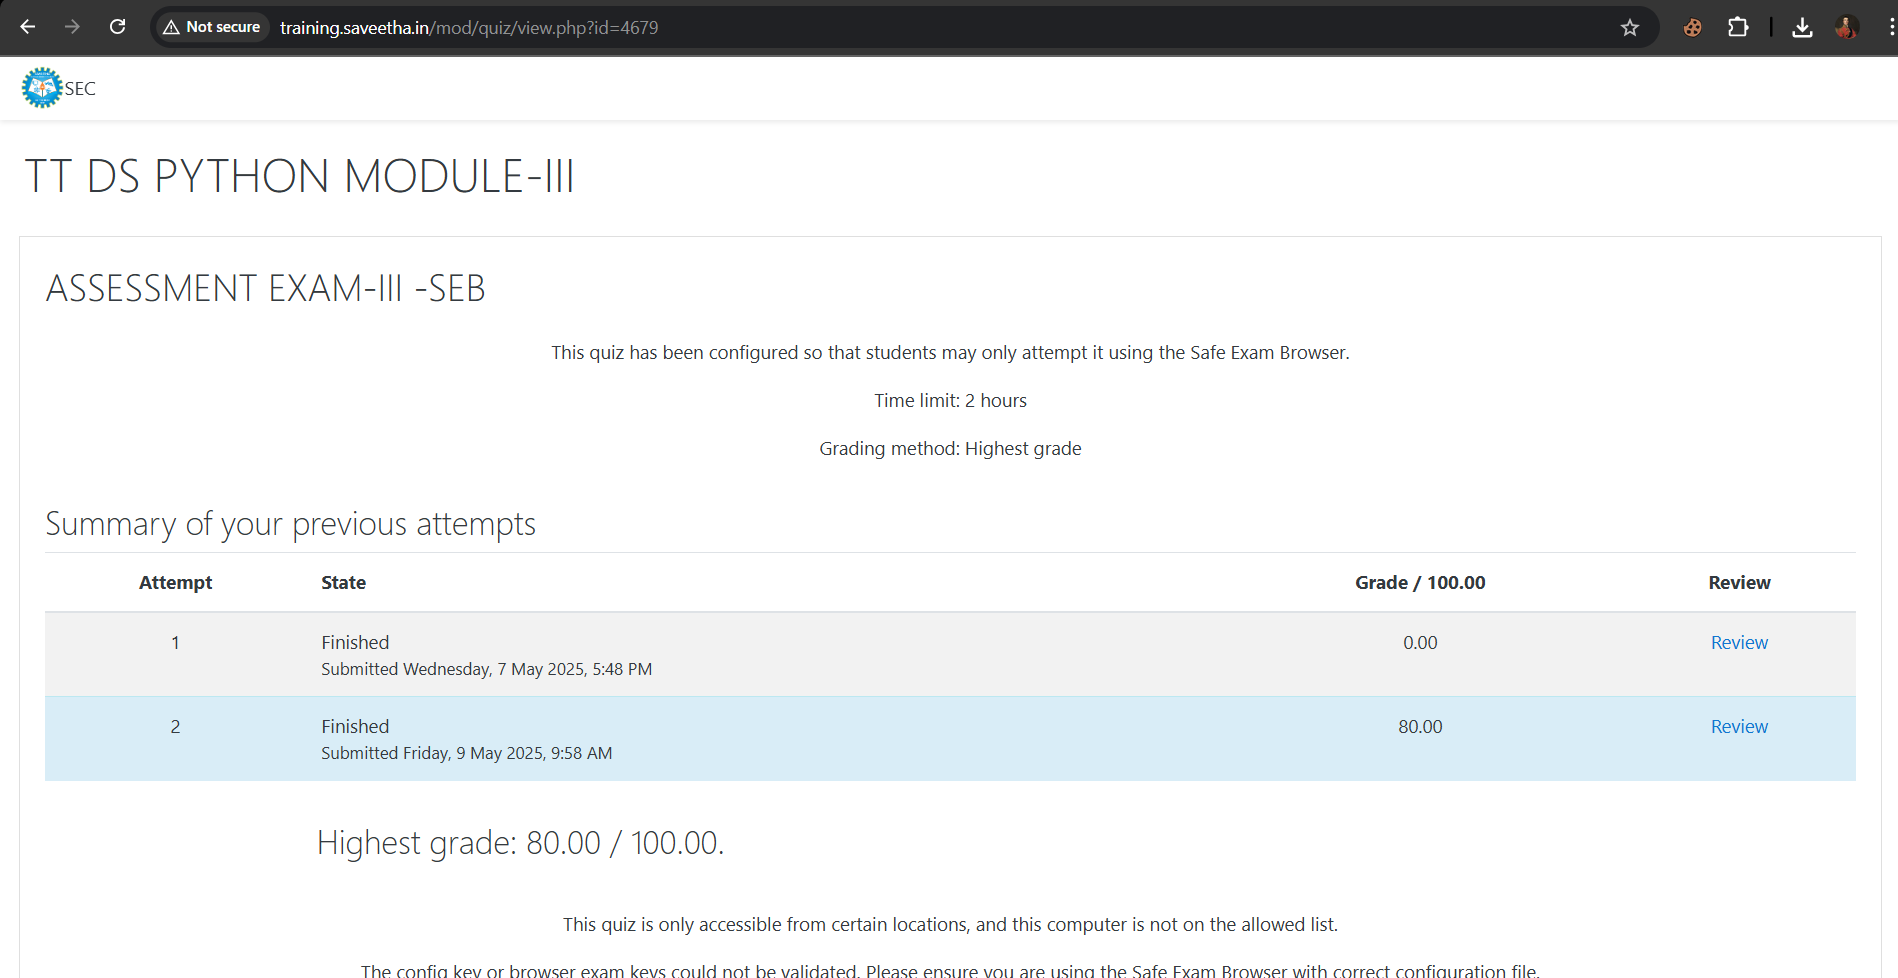 Not secure training.saveetha.in/mod/quiz/view.php?id=4679
SEC
TT DS PYTHON MODULE-III
ASSESSMENT EXAM-III -SEB
This quiz has been configured so that students may only attempt it using the Safe Exam Browser.
Time limit: 2 hours
Grading method: Highest grade
Summary of your previous attempts
Attempt State Grade / 100.00 Review
1 Finished 0.00 Review
Submitted Wednesday, 7 May 2025, 5:48 PM
2 Finished 80.00 Review
Submitted Friday, 9 May 2025, 9:58 AM
Highest grade: 80.00 / 100.00.
This quiz is only accessible from certain locations, and this computer is not on the allowed list.
The config key or browser exam keys could not be validated. Please ensure you are using the Safe Exam Browser with correct configuration file.